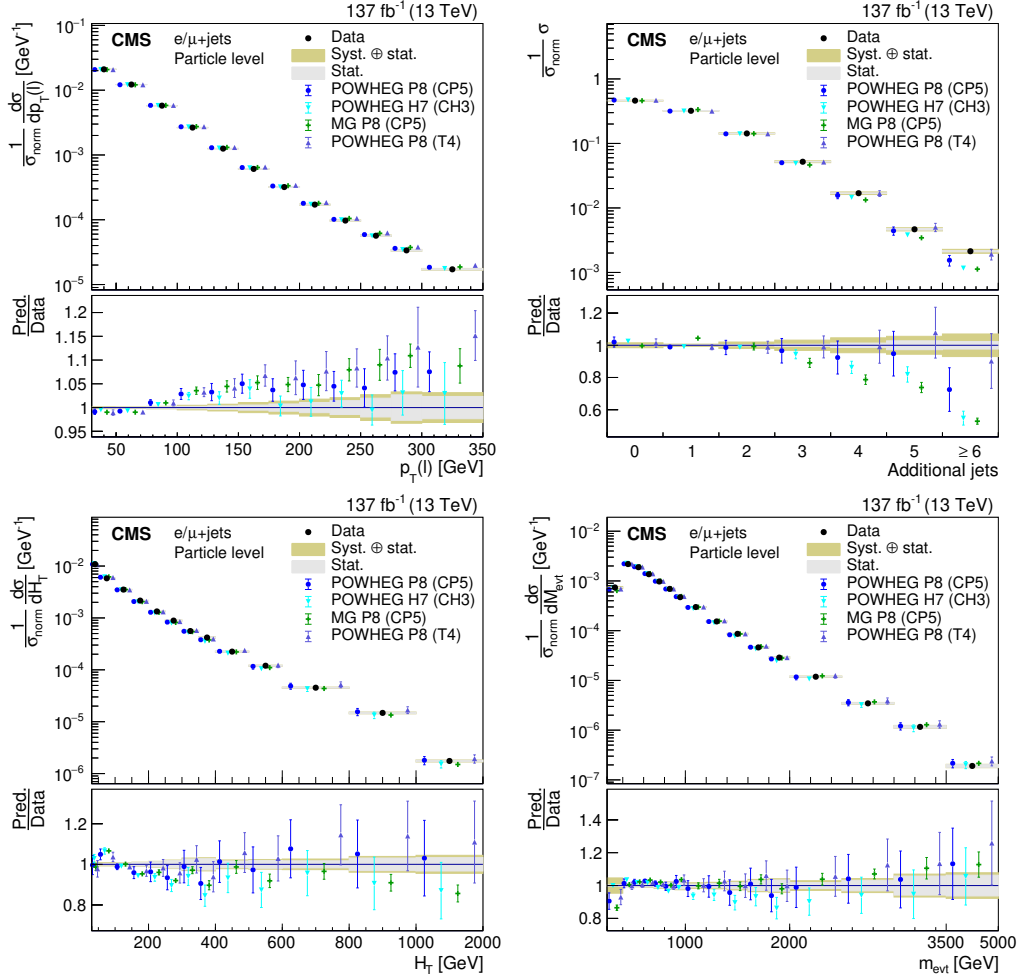 137 fb⁻¹ (13 TeV)
CMS
e/μ+jets
Particle level
Data
Syst. ⊕ stat.
Stat.
POWHEG P8 (CP5)
POWHEG H7 (CH3)
MG P8 (CP5)
POWHEG P8 (T4)
1/σnorm dσ/dpT(l) [GeV⁻¹]
10⁻¹
10⁻²
10⁻³
10⁻⁴
10⁻⁵
Pred. Data
1.2
1.15
1.1
1.05
1
0.95
50 100 150 200 250 300 350
pT(l) [GeV]
137 fb⁻¹ (13 TeV)
CMS
e/μ+jets
Particle level
Data
Syst. ⊕ stat.
Stat.
POWHEG P8 (CP5)
POWHEG H7 (CH3)
MG P8 (CP5)
POWHEG P8 (T4)
1/σnorm σ
1
10⁻¹
10⁻²
10⁻³
Pred. Data
1.2
1.0
0.8
0.6
0 1 2 3 4 5 ≥ 6
Additional jets
137 fb⁻¹ (13 TeV)
CMS
e/μ+jets
Particle level
Data
Syst. ⊕ stat.
Stat.
POWHEG P8 (CP5)
POWHEG H7 (CH3)
MG P8 (CP5)
POWHEG P8 (T4)
1/σnorm dσ/dHT [GeV⁻¹]
10⁻²
10⁻³
10⁻⁴
10⁻⁵
10⁻⁶
Pred. Data
1.2
1.0
0.8
200 400 600 800 1000 2000
HT [GeV]
137 fb⁻¹ (13 TeV)
CMS
e/μ+jets
Particle level
Data
Syst. ⊕ stat.
Stat.
POWHEG P8 (CP5)
POWHEG H7 (CH3)
MG P8 (CP5)
POWHEG P8 (T4)
1/σnorm dσ/dMevt [GeV⁻¹]
10⁻²
10⁻³
10⁻⁴
10⁻⁵
10⁻⁶
10⁻⁷
Pred. Data
1.4
1.2
1
0.8
1000 2000 3500 5000
mevt [GeV]